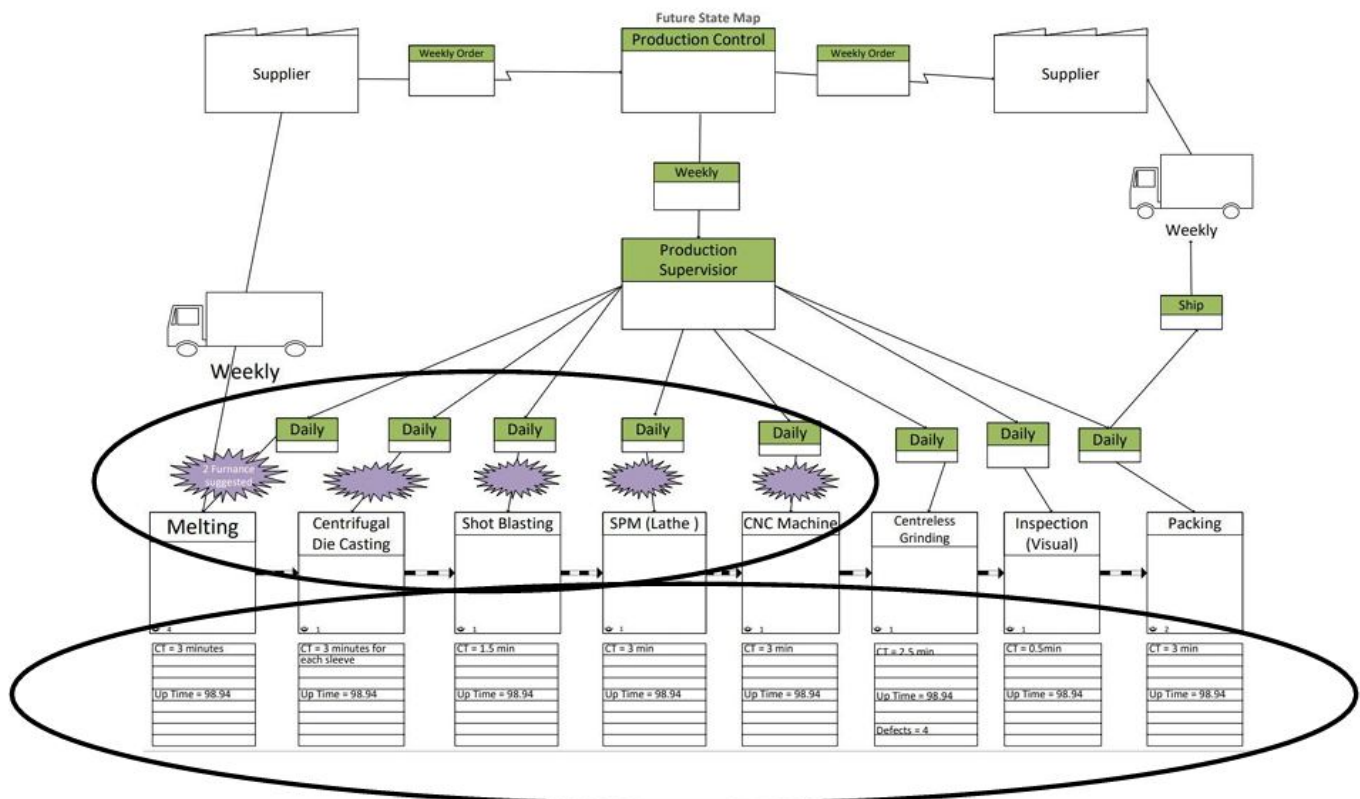 Future State Map
Production Control
Supplier
Weekly Order
Weekly Order
Supplier
Weekly
Weekly
Production
Supervisior
Ship
Weekly
Daily
Daily
Daily
Daily
Daily
Daily
Daily
Daily
2 Furnance
suggested
Melting
Centrifugal
Die Casting
Shot Blasting
SPM (Lathe )
CNC Machine
Centreless
Grinding
Inspection
(Visual)
Packing
4
1
1
1
1
1
1
2
CT = 3 minutes
CT = 3 minutes for
each sleeve
CT = 1.5 min
CT = 3 min
CT = 3 min
CT = 2.5 min
CT = 0.5min
CT = 3 min
Up Time = 98.94
Up Time = 98.94
Up Time = 98.94
Up Time = 98.94
Up Time = 98.94
Up Time = 98.94
Up Time = 98.94
Up Time = 98.94
Defects = 4